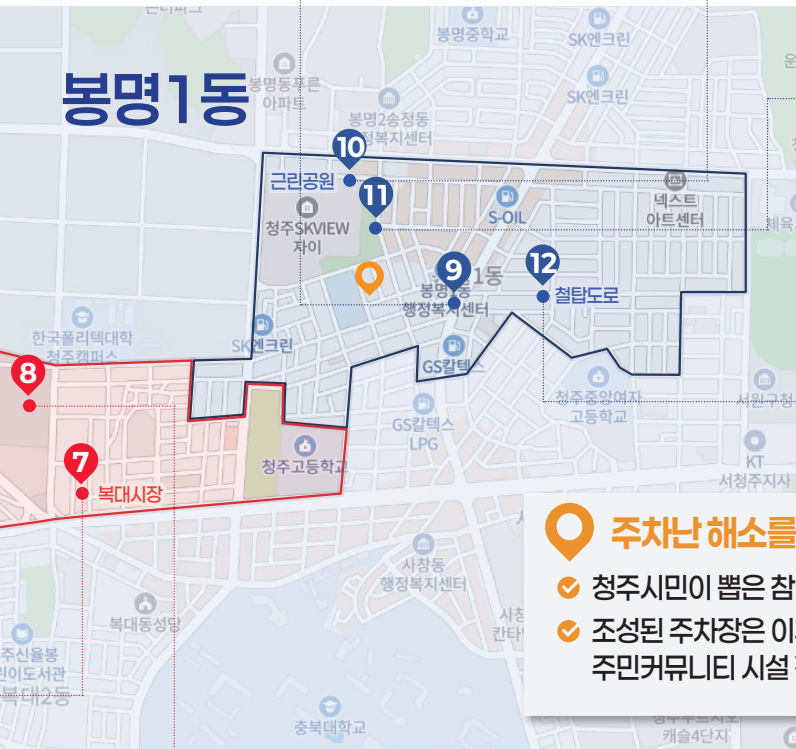 봉명중학교
SK엔크린
SK엔크린
봉명1동
봉명동푸른
아파트
봉명2송정동
10
근린공원
11
청주SKVIEW
자이
S-OIL
넥스트
아트센터
9
봉명1동
행정복지센터
12
철탑도로
한국폴리텍대학
청주캠퍼스
SK엔크린
GS칼텍스
8
청주중앙여자
고등학교
GS칼텍스
LPG
7
복대시장
청주고등학교
KT
서청주지사
주차난 해소를
청주시민이 뽑은 참
조성된 주차장은
주민커뮤니티 시설
사창동
행정복지센터
복대동성당
복대2동
충북대학교
캐슬4단지